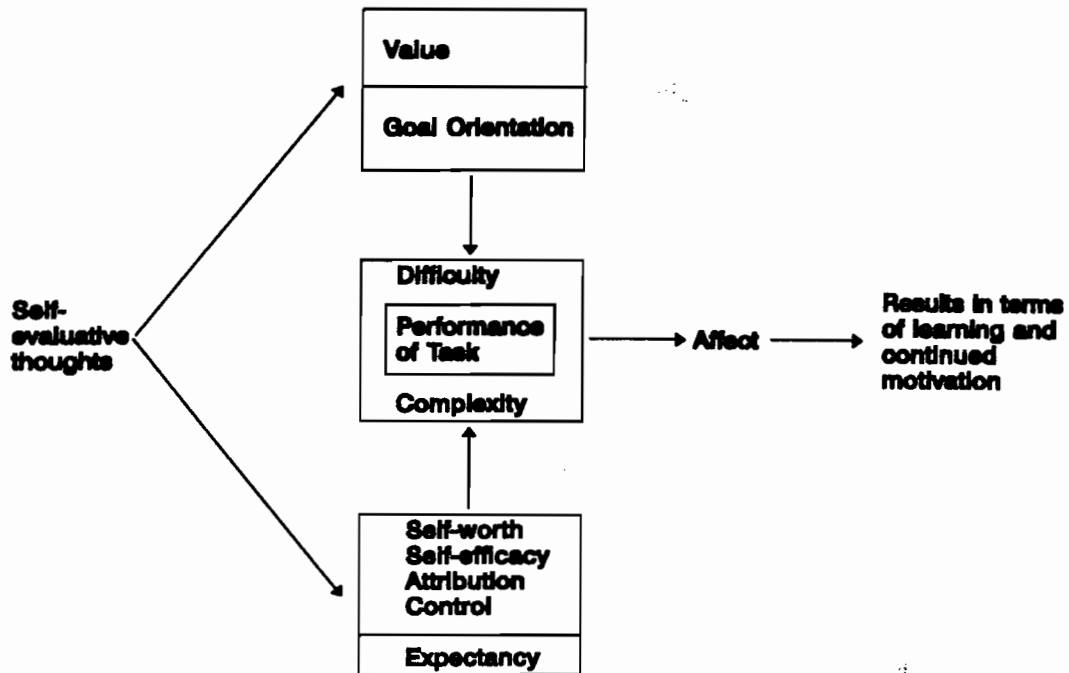 Value
Goal Orientation
Difficulty
Performance
of Task
Complexity
Self-
evaluative
thoughts
Affect
Results in terms
of learning and
continued
motivation
Self-worth
Self-efficacy
Attribution
Control
Expectancy